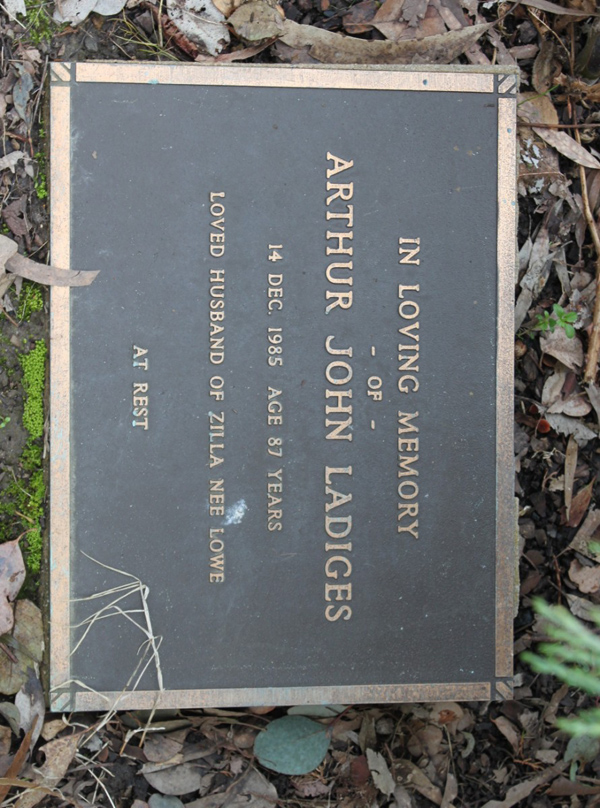 IN LOVING MEMORY
- OF -
ARTHUR JOHN LADIGES
14 DEC. 1985 AGE 87 YEARS
LOVED HUSBAND OF ZILLA NEE LOWE
AT REST